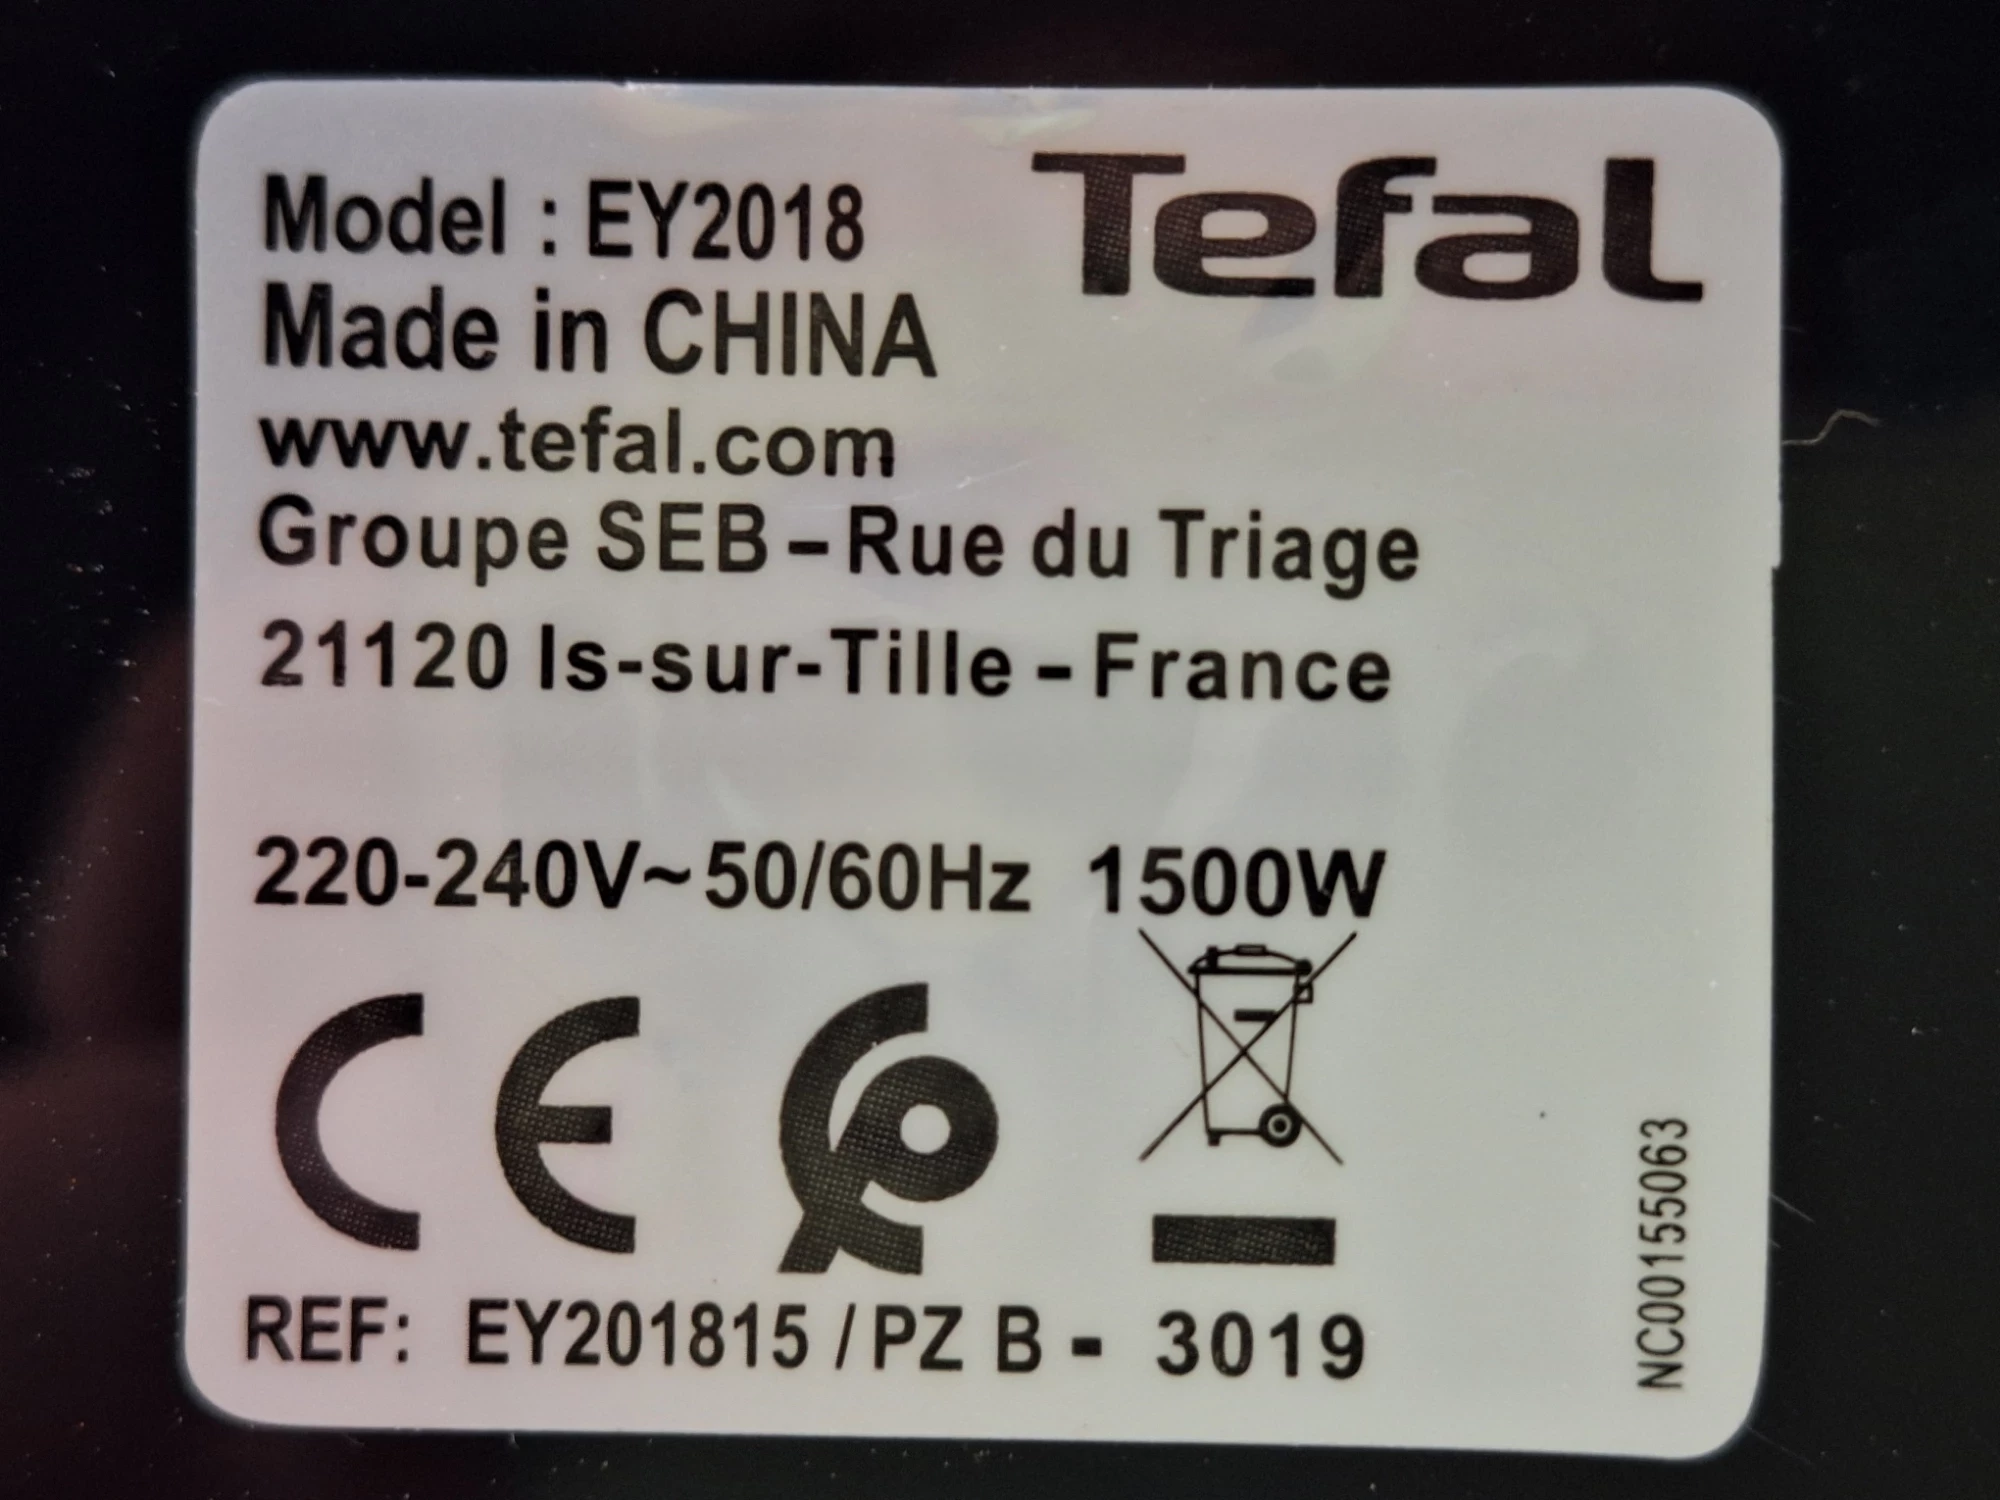 Tefal
Model : EY2018
Made in CHINA
www.tefal.com
Groupe SEB – Rue du Triage
21120 Is-sur-Tille – France
220-240V~50/60Hz 1500W
CE
REF: EY201815 / PZ B - 3019
NC00155063